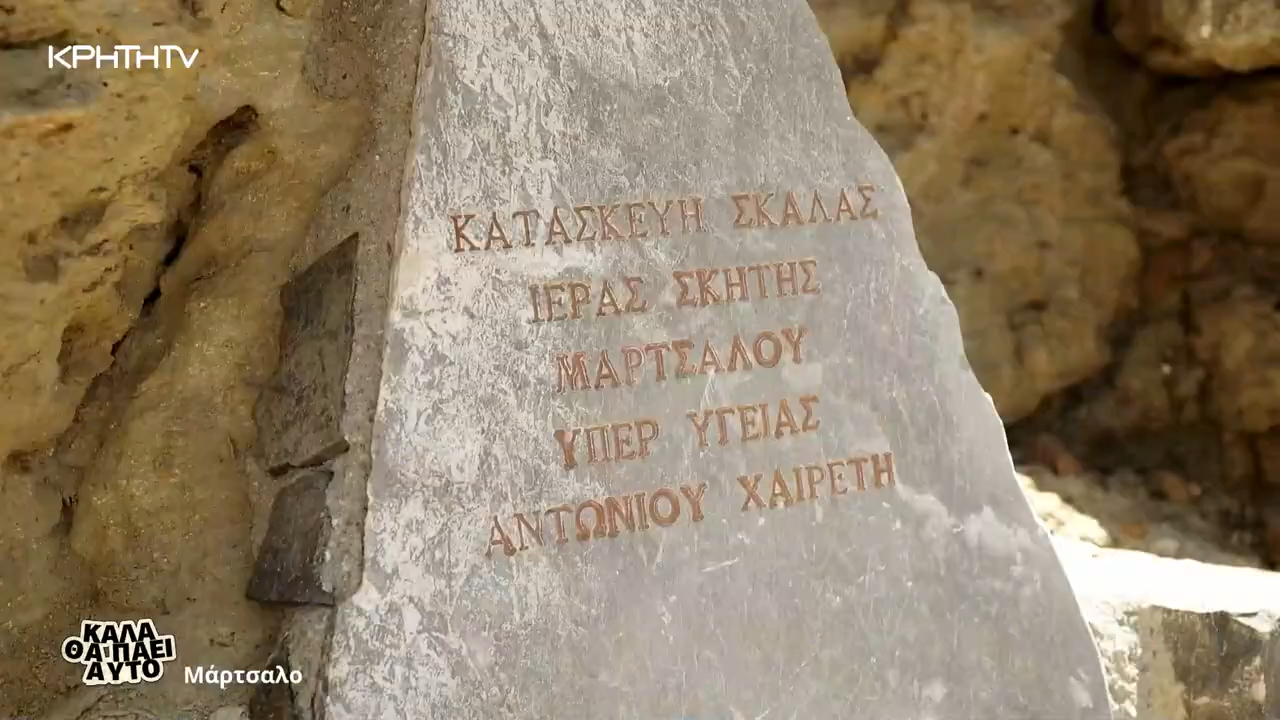 ΚΡΗΤΗTV
ΚΑΤΑΣΚΕΥΗ ΣΚΑΛΑΣ
ΙΕΡΑΣ ΣΚΗΤΗΣ
ΜΑΡΤΣΑΛΟΥ
ΥΠΕΡ ΥΓΕΙΑΣ
ΑΝΤΩΝΙΟΥ ΧΑΙΡΕΤΗ
ΚΑΛΑ
ΘΑ ΠΑΕΙ
ΑΥΤΟ
Μάρτσαλο